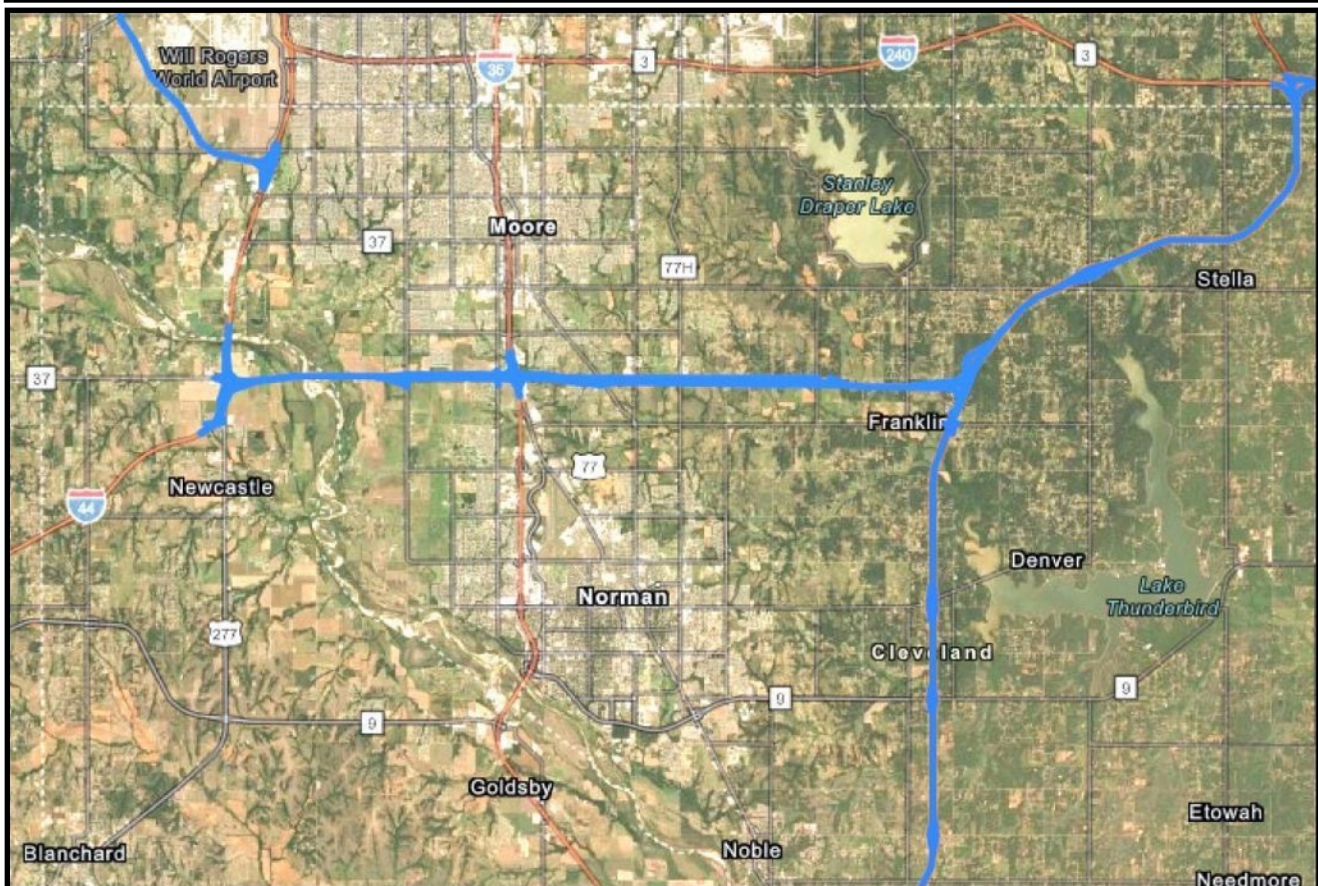 Will Rogers
World Airport
35
3
240
3
Stanley
Draper Lake
Moore
37
77H
Stella
37
Franklin
77
Newcastle
44
Denver
Norman
Lake
Thunderbird
277
Cleveland
9
9
9
Goldsby
Etowah
Blanchard
Noble
Needmore